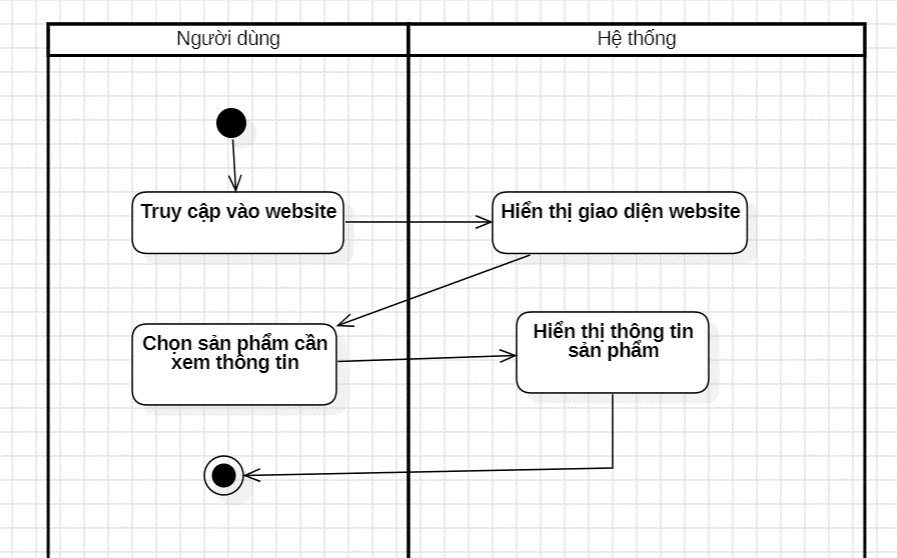 Người dùng
Hệ thống
Truy cập vào website
Hiển thị giao diện website
Chọn sản phẩm cần
xem thông tin
Hiển thị thông tin
sản phẩm